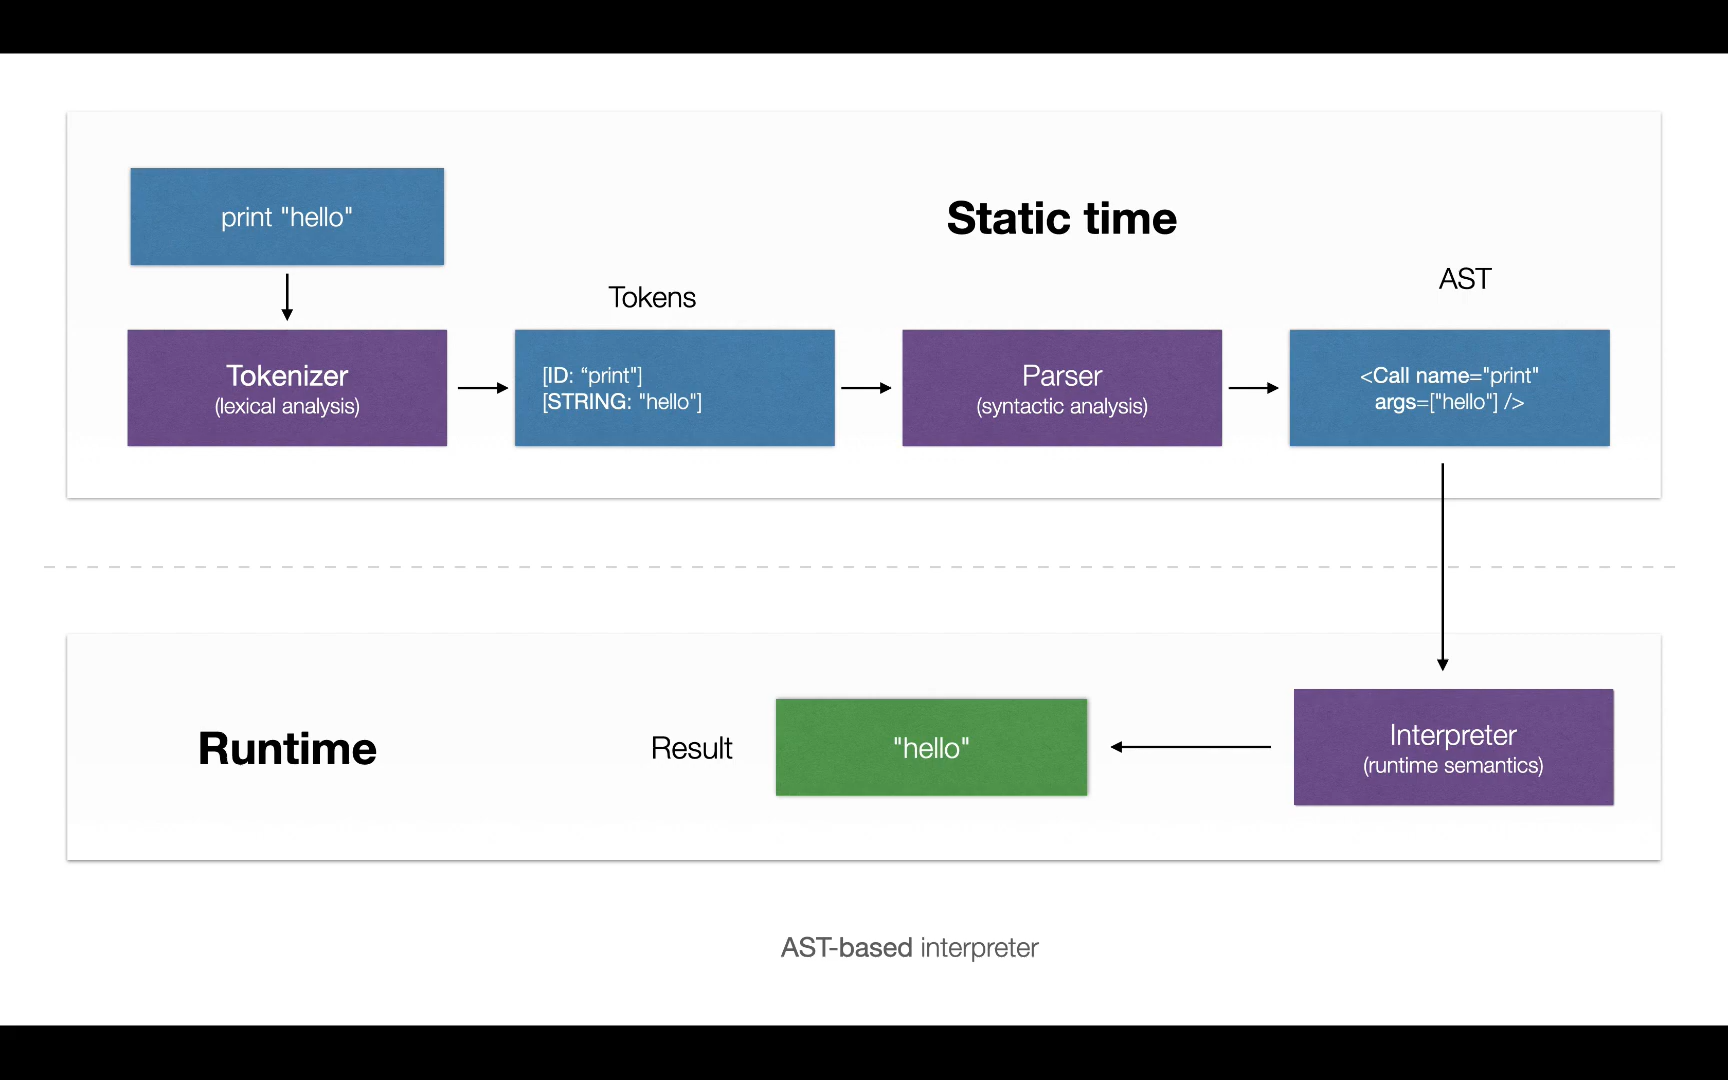 print "hello"
Static time
Tokens
AST
Tokenizer
(lexical analysis)
[ID: “print"]
[STRING: "hello"]
Parser
(syntactic analysis)
<Call name="print"
args=["hello"] />
Runtime
Result
"hello"
Interpreter
(runtime semantics)
AST-based interpreter